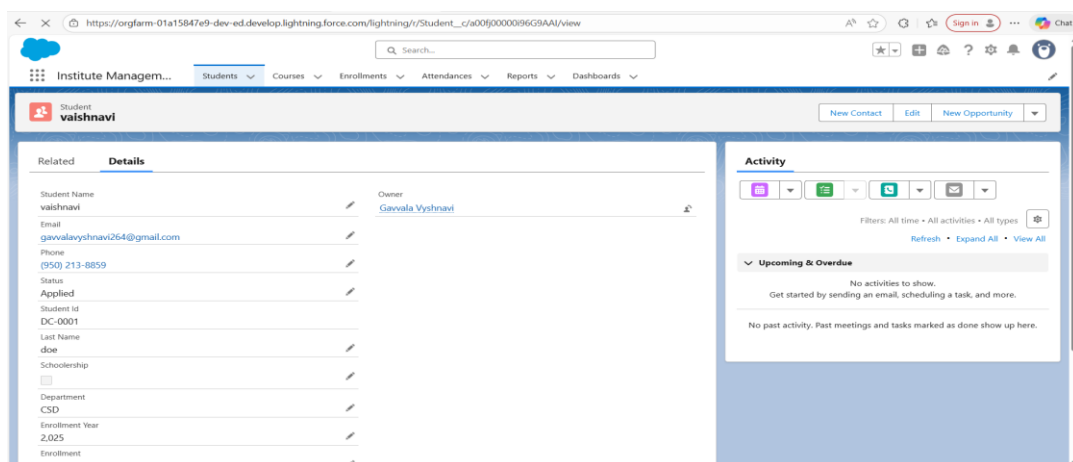 https://orgfarm-01a15847e9-dev-ed.develop.lightning.force.com/lightning/r/Student__c/a00fj00000i96G9AAI/view
Sign in
Chat
Search...
Institute Managem...
Students Courses Enrollments Attendances Reports Dashboards
Student
vaishnavi
New Contact Edit New Opportunity
Related Details
Student Name
vaishnavi
Email
gavvalavyshnavi264@gmail.com
Phone
(950) 213-8859
Status
Applied
Student Id
DC-0001
Last Name
doe
Schoolership
Department
CSD
Enrollment Year
2,025
Enrollment
Owner
Gavvala Vyshnavi
Activity
Filters: All time • All activities • All types
Refresh • Expand All • View All
Upcoming & Overdue
No activities to show.
Get started by sending an email, scheduling a task, and more.
No past activity. Past meetings and tasks marked as done show up here.